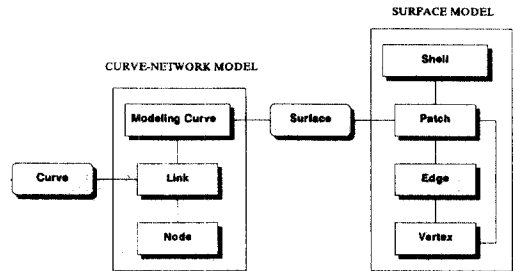 SURFACE MODEL
CURVE-NETWORK MODEL
Shell
Modeling Curve
Surface
Patch
Curve
Link
Edge
Node
Vertex